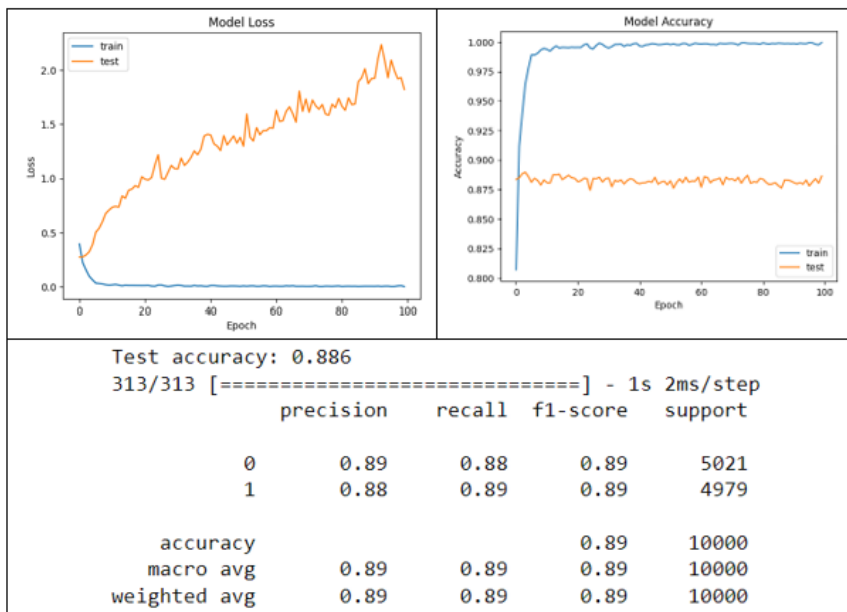 Model Loss
train
test
2.0
1.5
1.0
0.5
0.0
Loss
0 20 40 60 80 100
Epoch
Model Accuracy
1.000
0.975
0.950
0.925
0.900
0.875
0.850
0.825
0.800
Accuracy
train
test
0 20 40 60 80 100
Epoch
Test accuracy: 0.886
313/313 [==============================] - 1s 2ms/step
precision recall f1-score support
0 0.89 0.88 0.89 5021
1 0.88 0.89 0.89 4979
accuracy 0.89 10000
macro avg 0.89 0.89 0.89 10000
weighted avg 0.89 0.89 0.89 10000